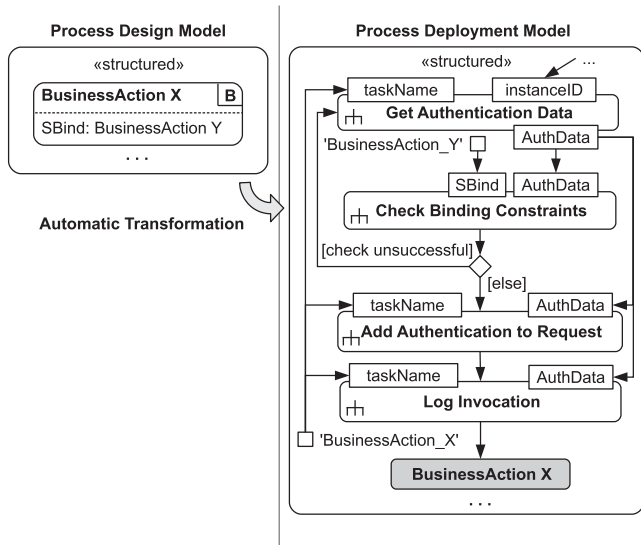 Process Design Model
«structured»
BusinessAction X
B
SBind: BusinessAction Y
. . .
Automatic Transformation
Process Deployment Model
«structured»
...
taskName
instanceID
Get Authentication Data
AuthData
'BusinessAction_Y'
SBind
AuthData
Check Binding Constraints
[check unsuccessful]
[else]
taskName
AuthData
Add Authentication to Request
taskName
AuthData
Log Invocation
'BusinessAction_X'
BusinessAction X
. . .